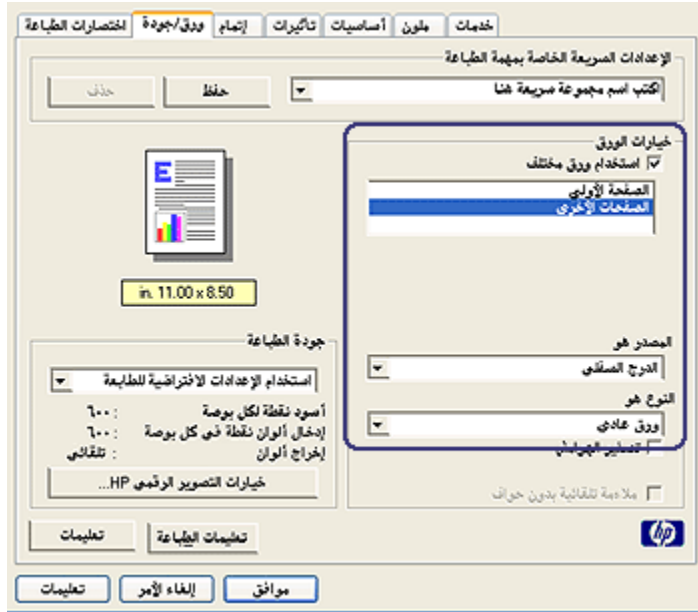 خدمات
ملون
أساسيات
تأثيرات
إتمام
ورق/جودة
اختصارات الطباعة
الإعدادات السريعة الخاصة بمهمة الطباعة
اكتب اسم مجموعة سريعة هنا
حفظ
حذف
خيارات الورق
استخدام ورق مختلف
الصفحة الأولى
الصفحات الأخرى
E
in. 11.00 x 8.50
المصدر هو
الدرج السفلي
النوع هو
ورق عادي
تصغير الهوامش
ملاءمة تلقائية بدون حواف
جودة الطباعة
استخدام الإعدادات الافتراضية للطابعة
أسود نقطة لكل بوصة : ٦٠٠
إدخال ألوان نقطة في كل بوصة : ٦٠٠
إخراج ألوان : تلقائي
خيارات التصوير الرقمي HP...
hp
تعليمات الطباعة
تعليمات
موافق
إلغاء الأمر
تعليمات